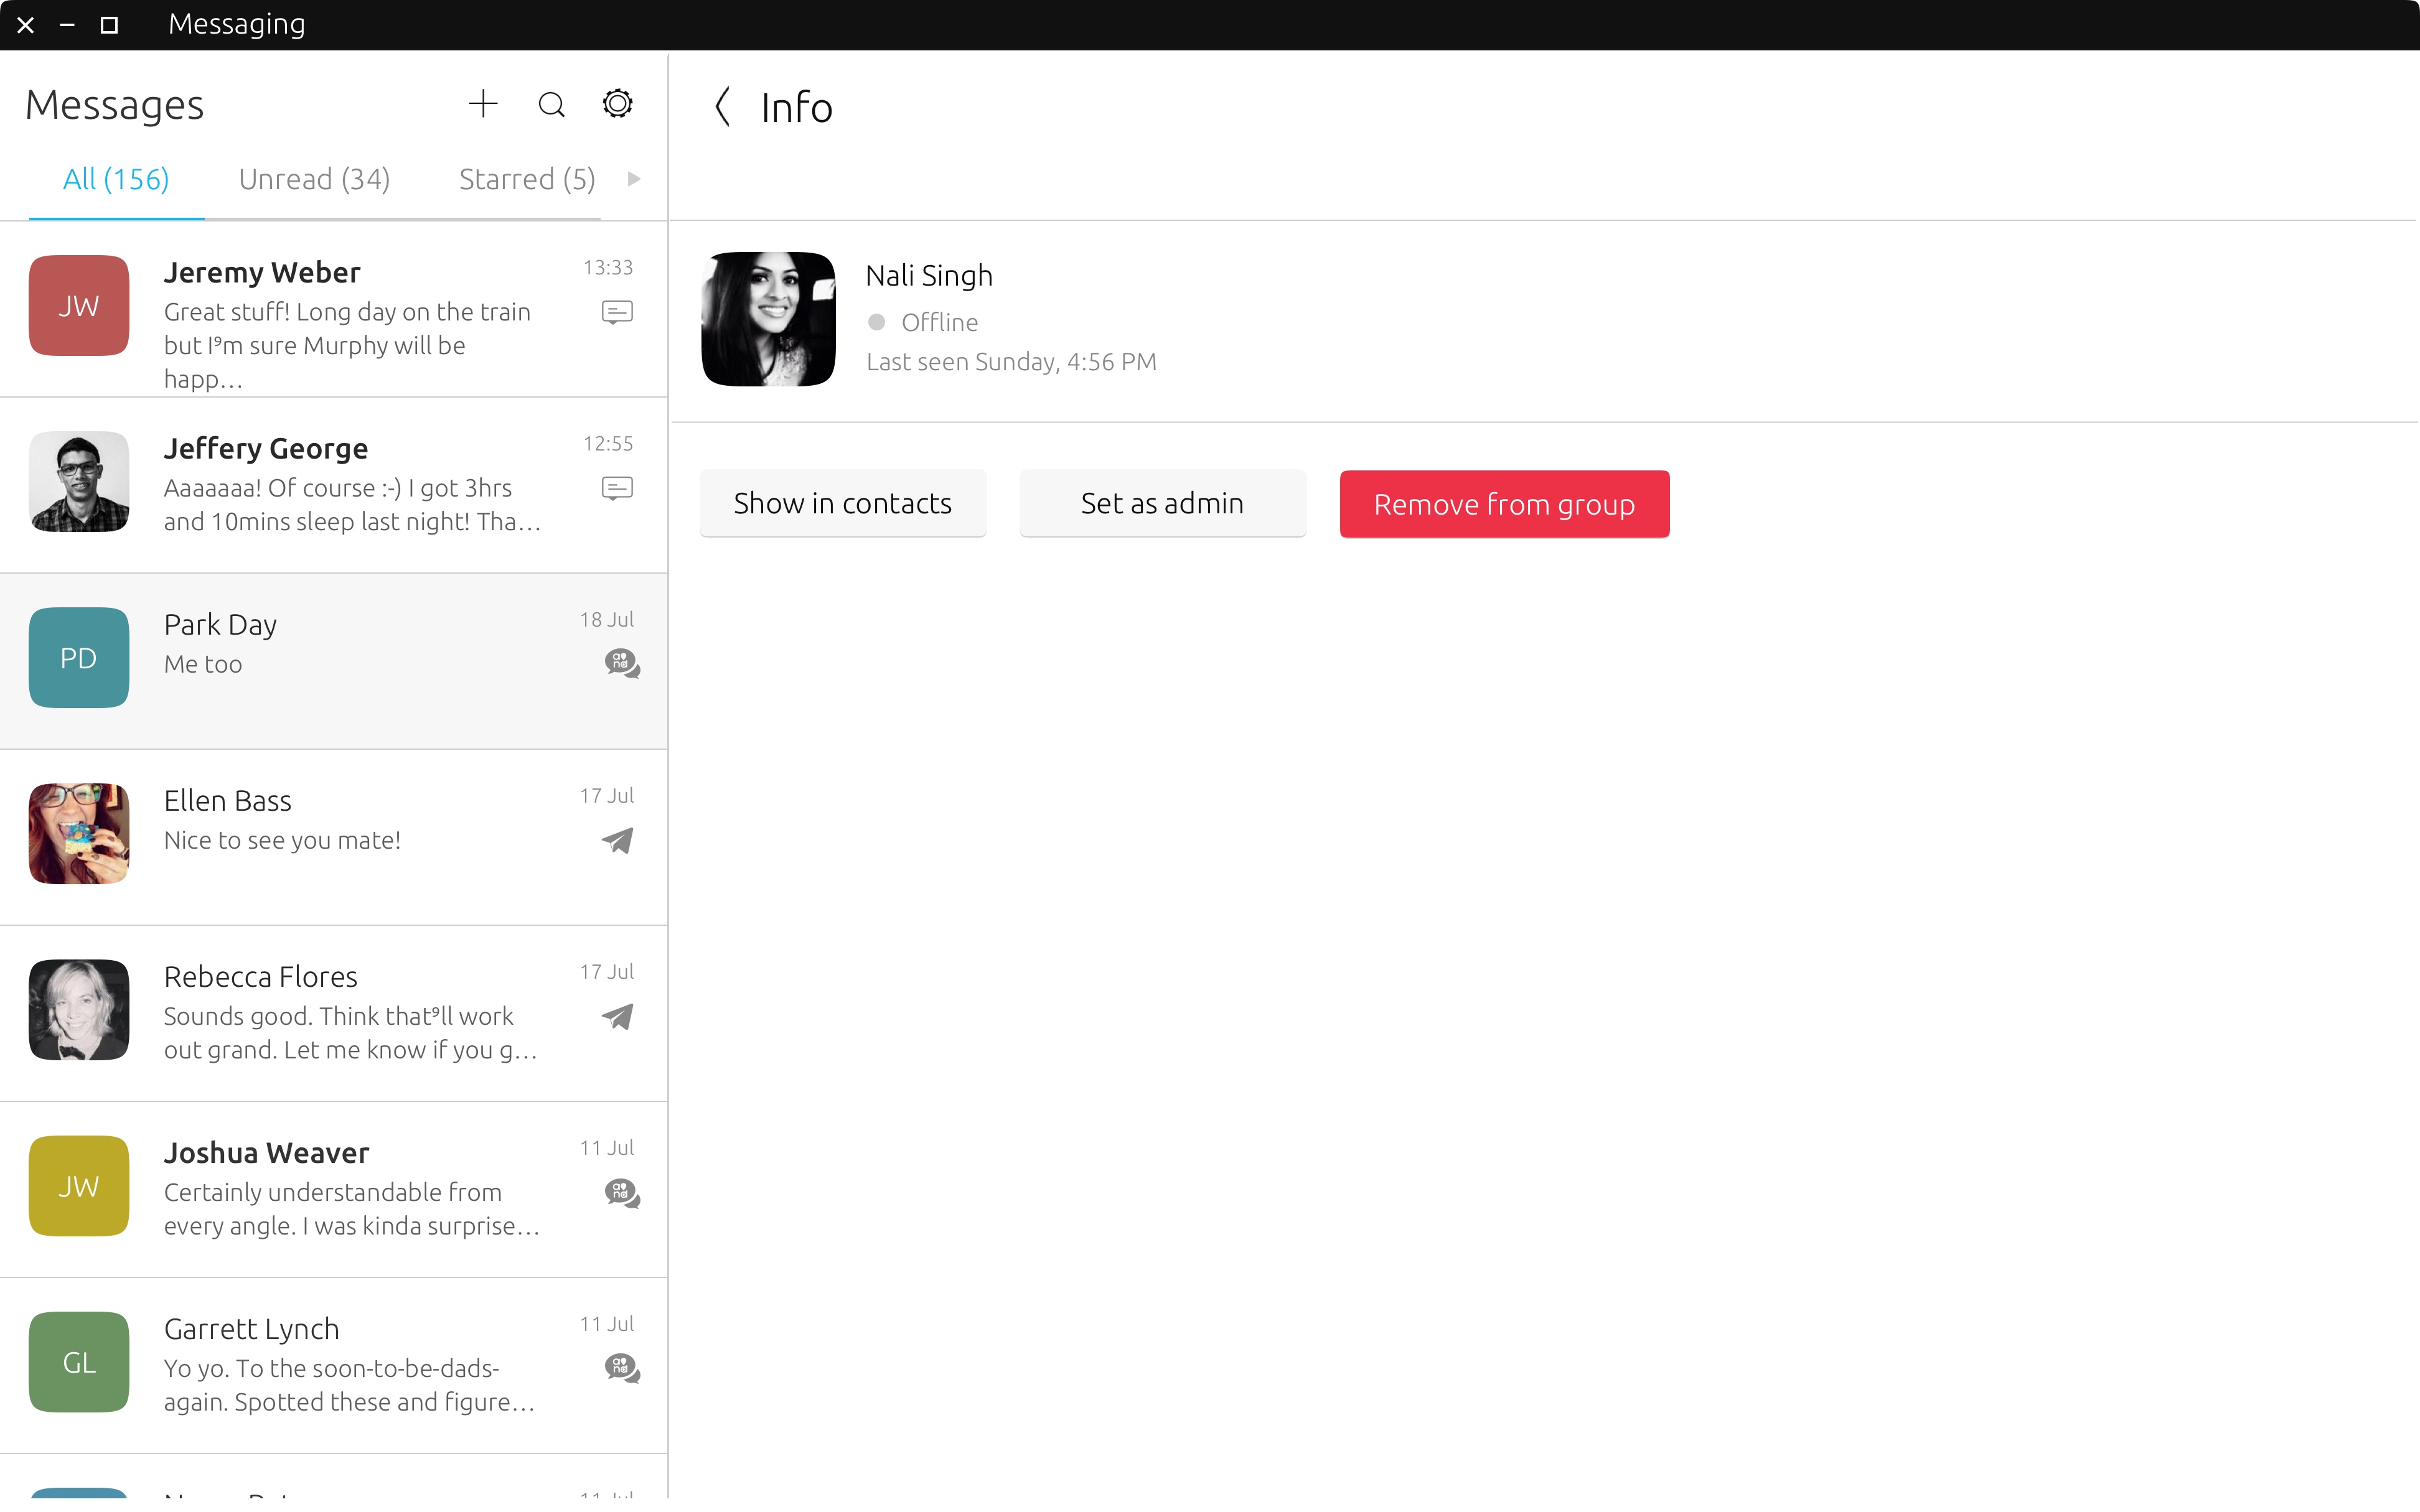 Messaging
Messages
All (156)
Unread (34)
Starred (5)
JW
Jeremy Weber
13:33
Great stuff! Long day on the train
but I⁹m sure Murphy will be
happ...
Jeffery George
12:55
Aaaaaaa! Of course :-) I got 3hrs
and 10mins sleep last night! Tha...
PD
Park Day
18 Jul
Me too
Ellen Bass
17 Jul
Nice to see you mate!
Rebecca Flores
17 Jul
Sounds good. Think that⁹ll work
out grand. Let me know if you g...
JW
Joshua Weaver
11 Jul
Certainly understandable from
every angle. I was kinda surprise...
GL
Garrett Lynch
11 Jul
Yo yo. To the soon-to-be-dads-
again. Spotted these and figure...
Info
Nali Singh
Offline
Last seen Sunday, 4:56 PM
Show in contacts
Set as admin
Remove from group